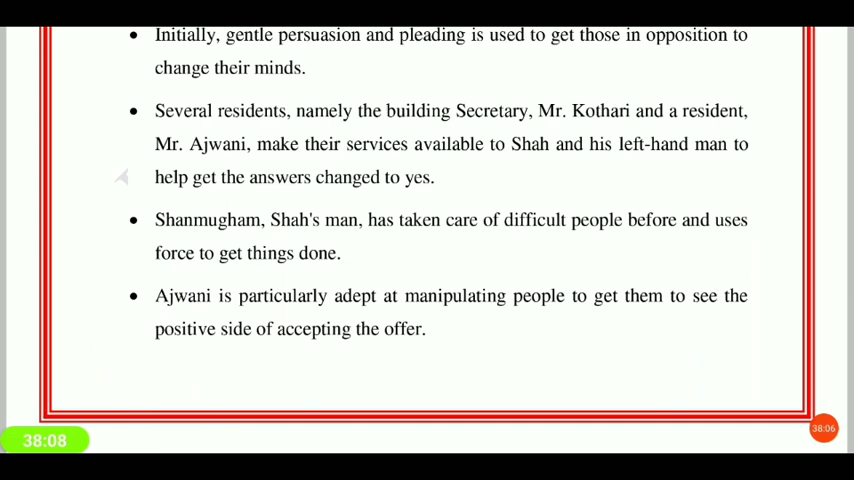 • Initially, gentle persuasion and pleading is used to get those in opposition to
change their minds.
• Several residents, namely the building Secretary, Mr. Kothari and a resident,
Mr. Ajwani, make their services available to Shah and his left-hand man to
help get the answers changed to yes.
• Shanmugham, Shah's man, has taken care of difficult people before and uses
force to get things done.
• Ajwani is particularly adept at manipulating people to get them to see the
positive side of accepting the offer.
38:08
38:06